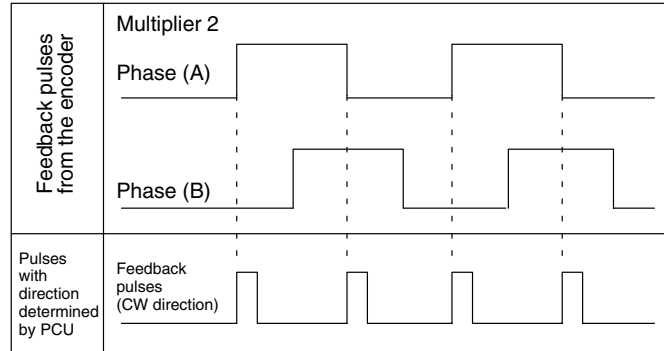 Feedback pulses
from the encoder
Multiplier 2
Phase (A)
Phase (B)
Pulses
with
direction
determined
by PCU
Feedback
pulses
(CW direction)